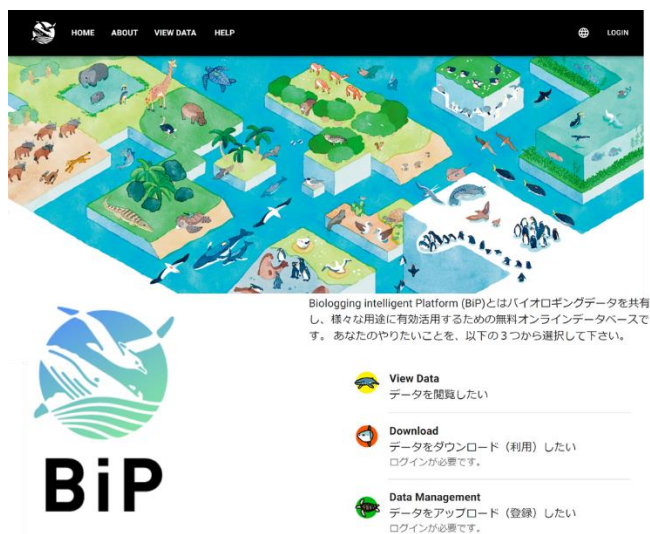 HOME ABOUT VIEW DATA HELP LOGIN
Biologging intelligent Platform (BiP)とはバイオロギングデータを共有
し、様々な用途に有効活用するための無料オンラインデータベースで
す。 あなたのやりたいことを、以下の３つから選択して下さい。
BiP
View Data
データを閲覧したい
Download
データをダウンロード（利用）したい
ログインが必要です。
Data Management
データをアップロード（登録）したい
ログインが必要です。